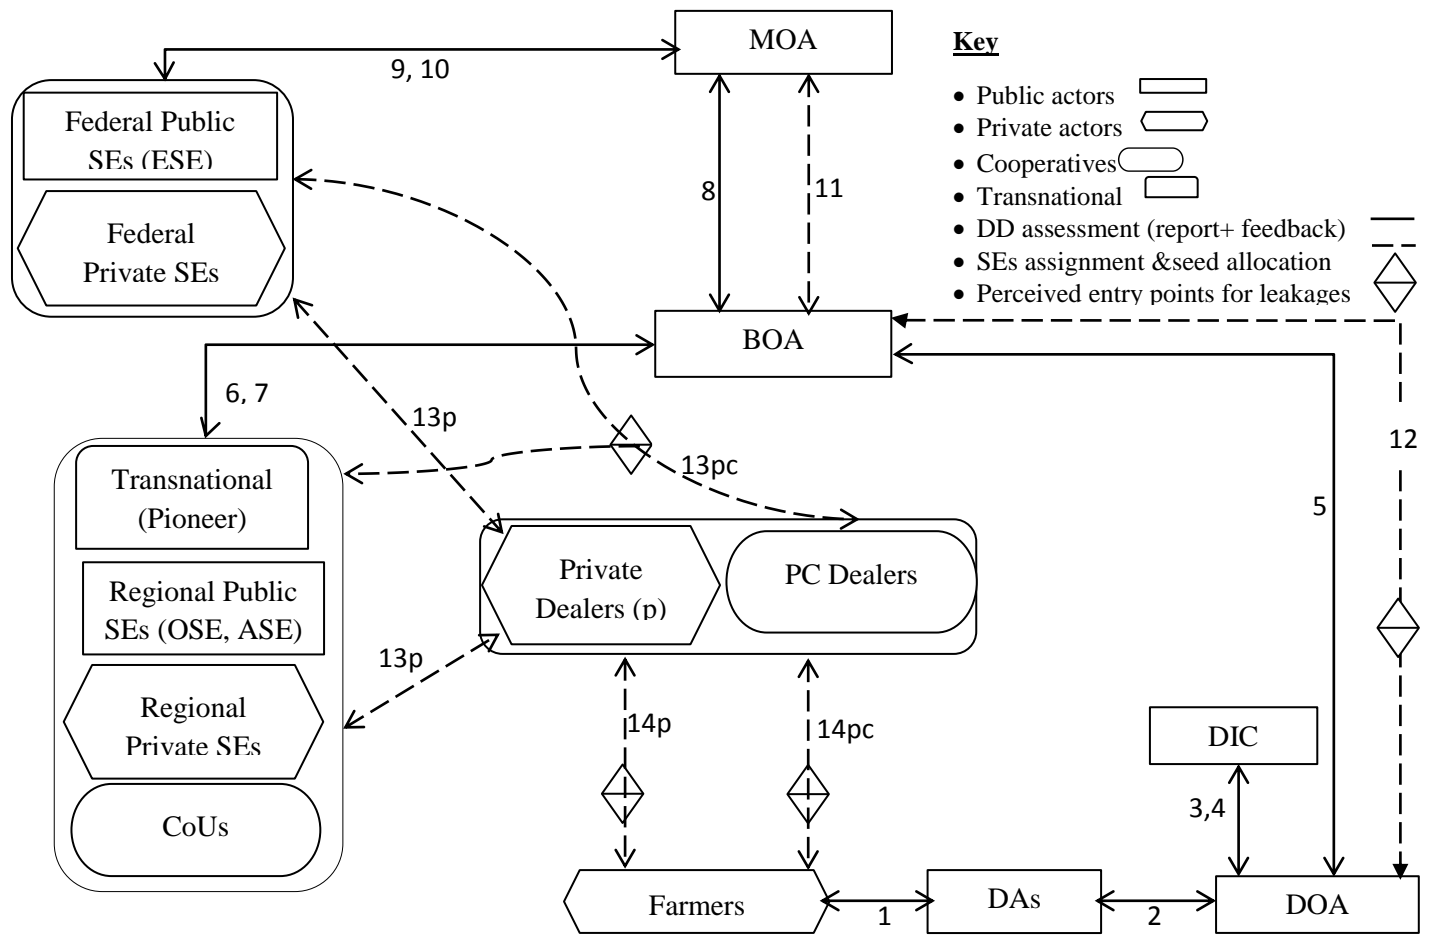 MOA
9, 10
Key
• Public actors
• Private actors
• Cooperatives
• Transnational
• DD assessment (report+ feedback)
• SEs assignment &seed allocation
• Perceived entry points for leakages
Federal Public
SEs (ESE)
Federal
Private SEs
8
11
BOA
6, 7
13p
12
Transnational
(Pioneer)
13pc
5
Regional Public
SEs (OSE, ASE)
Private
Dealers (p)
PC Dealers
13p
Regional
Private SEs
14p
14pc
DIC
3,4
CoUs
Farmers
1
DAs
2
DOA